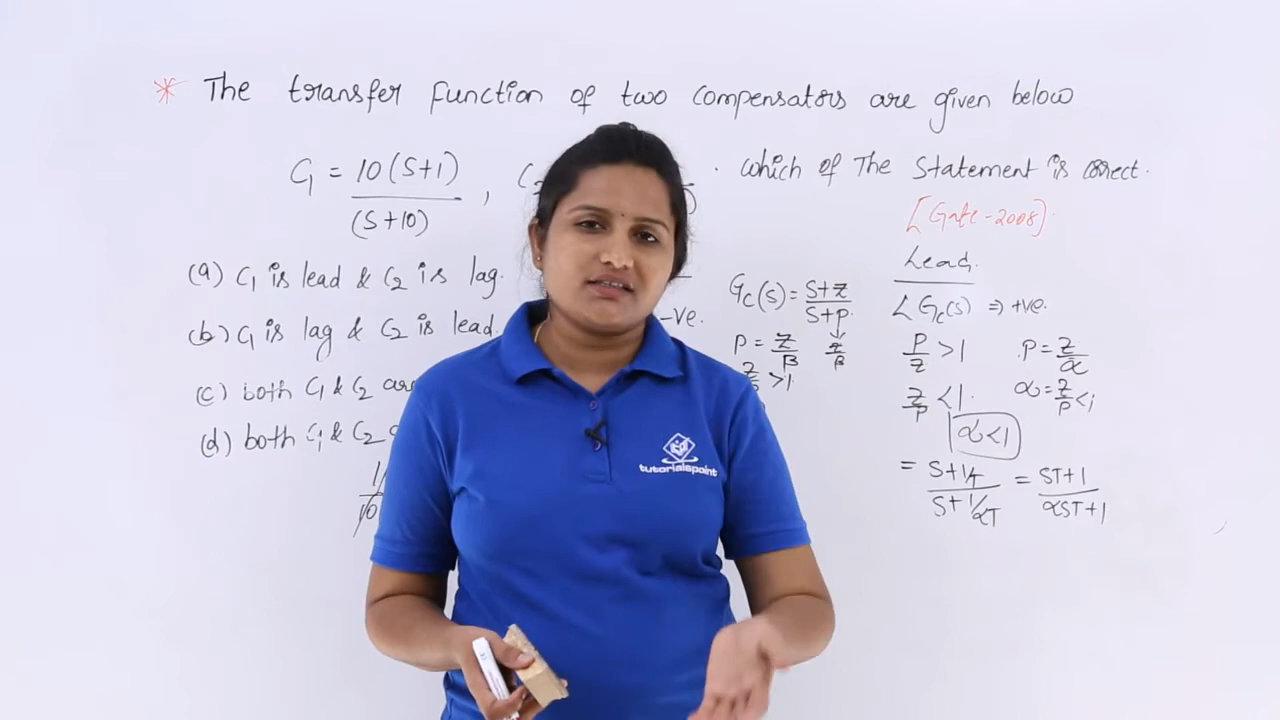 * The transfer function of two compensators are given below
C₁ = 10(S+1)/(S+10) , C₂ . which of The Statement is correct.
[Gate-2008].
(a) C₁ is lead & C₂ is lag.
(b) C₁ is lag & C₂ is lead.
(c) both C₁ & C₂ are
(d) both C₁ & C₂
-ve.
Gc(s) = S+Z/S+P
P = Z/β Z/β
>1
Lead
∠Gc(s) ⇒ +ve.
P/Z >1 P = Z/α
Z/P <1. α = Z/P <1
α<1
= S+1/T / S+1/αT = ST+1 / αST+1
tutorialspoint